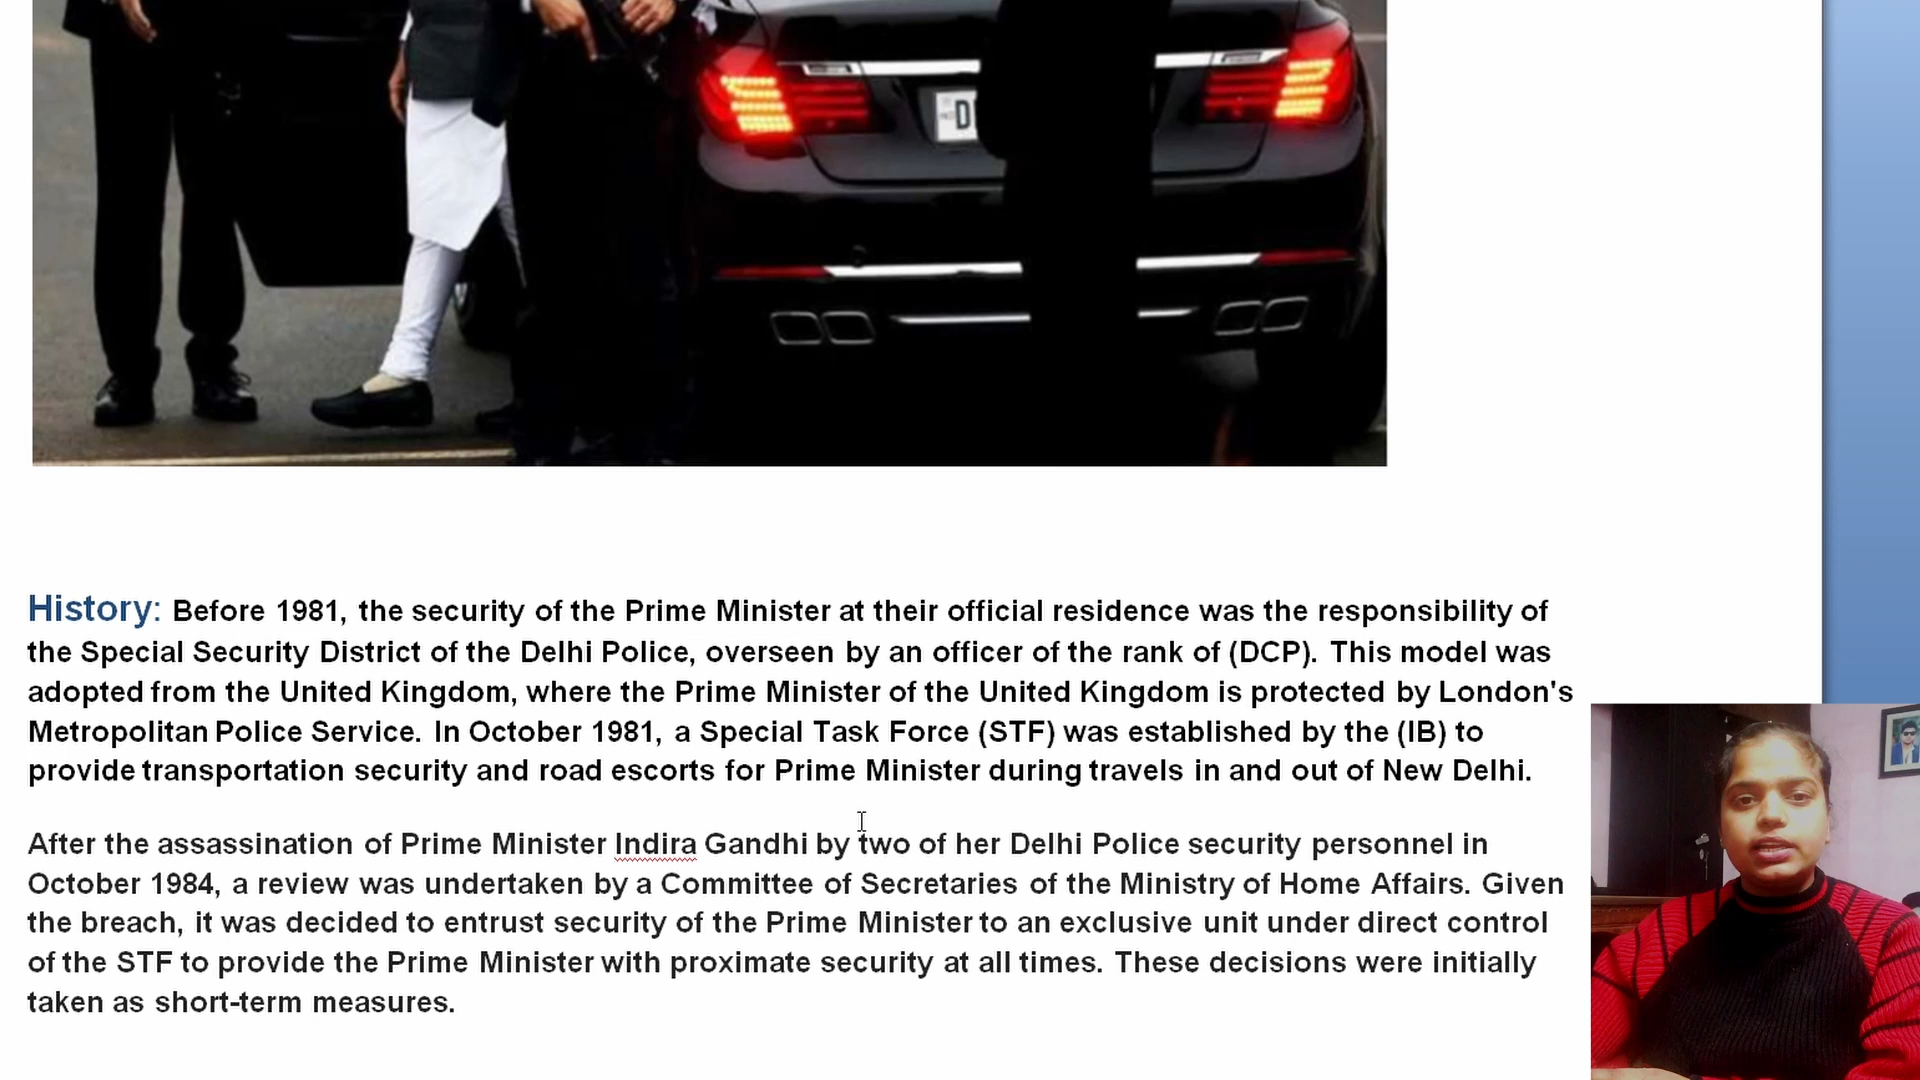 D
History: Before 1981, the security of the Prime Minister at their official residence was the responsibility of
the Special Security District of the Delhi Police, overseen by an officer of the rank of (DCP). This model was
adopted from the United Kingdom, where the Prime Minister of the United Kingdom is protected by London's
Metropolitan Police Service. In October 1981, a Special Task Force (STF) was established by the (IB) to
provide transportation security and road escorts for Prime Minister during travels in and out of New Delhi.
After the assassination of Prime Minister Indira Gandhi by two of her Delhi Police security personnel in
October 1984, a review was undertaken by a Committee of Secretaries of the Ministry of Home Affairs. Given
the breach, it was decided to entrust security of the Prime Minister to an exclusive unit under direct control
of the STF to provide the Prime Minister with proximate security at all times. These decisions were initially
taken as short-term measures.